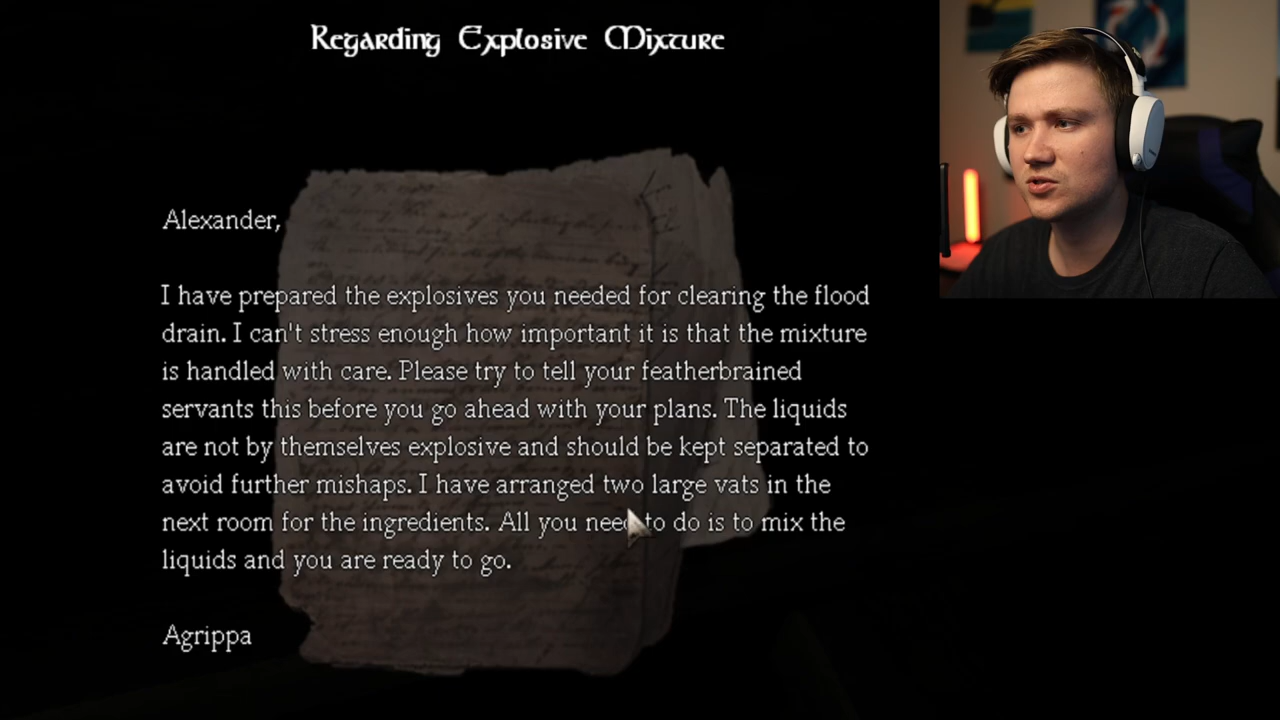 Regarding Explosive Mixture
Alexander,
I have prepared the explosives you needed for clearing the flood
drain. I can't stress enough how important it is that the mixture
is handled with care. Please try to tell your featherbrained
servants this before you go ahead with your plans. The liquids
are not by themselves explosive and should be kept separated to
avoid further mishaps. I have arranged two large vats in the
next room for the ingredients. All you need to do is to mix the
liquids and you are ready to go.
Agrippa